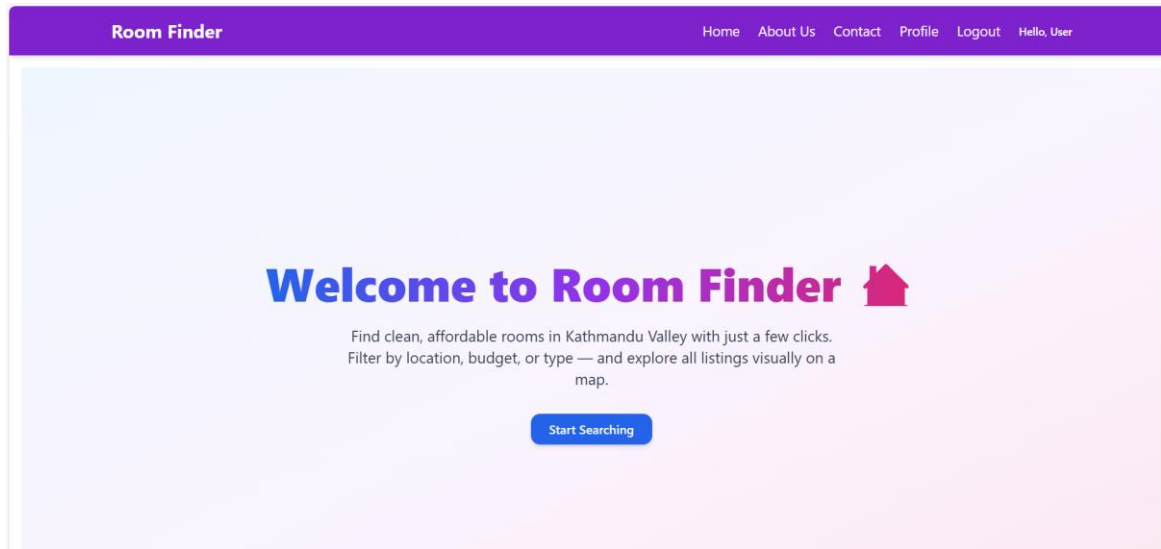 Room Finder
Home About Us Contact Profile Logout Hello, User
Welcome to Room Finder
Find clean, affordable rooms in Kathmandu Valley with just a few clicks.
Filter by location, budget, or type — and explore all listings visually on a
map.
Start Searching